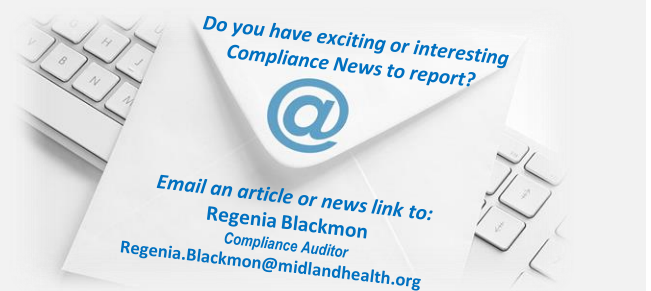 Do you have exciting or interesting
Compliance News to report?
@
Email an article or news link to:
Regenia Blackmon
Compliance Auditor
Regenia.Blackmon@midlandhealth.org